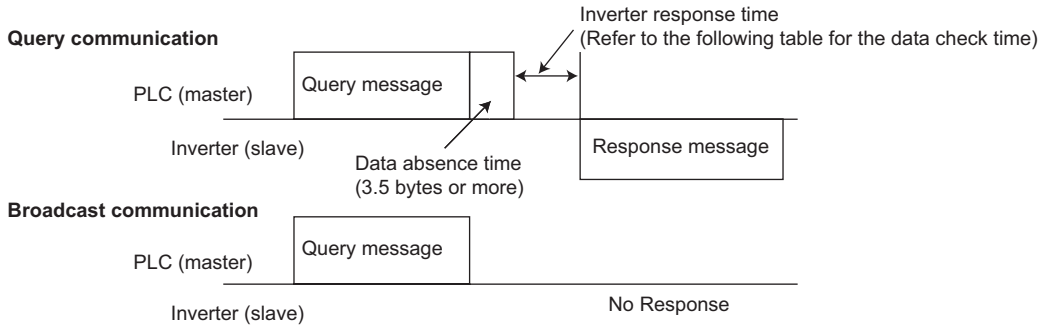 Inverter response time
(Refer to the following table for the data check time)
Query communication
Query message
PLC (master)
Inverter (slave)
Response message
Data absence time
(3.5 bytes or more)
Broadcast communication
Query message
PLC (master)
No Response
Inverter (slave)